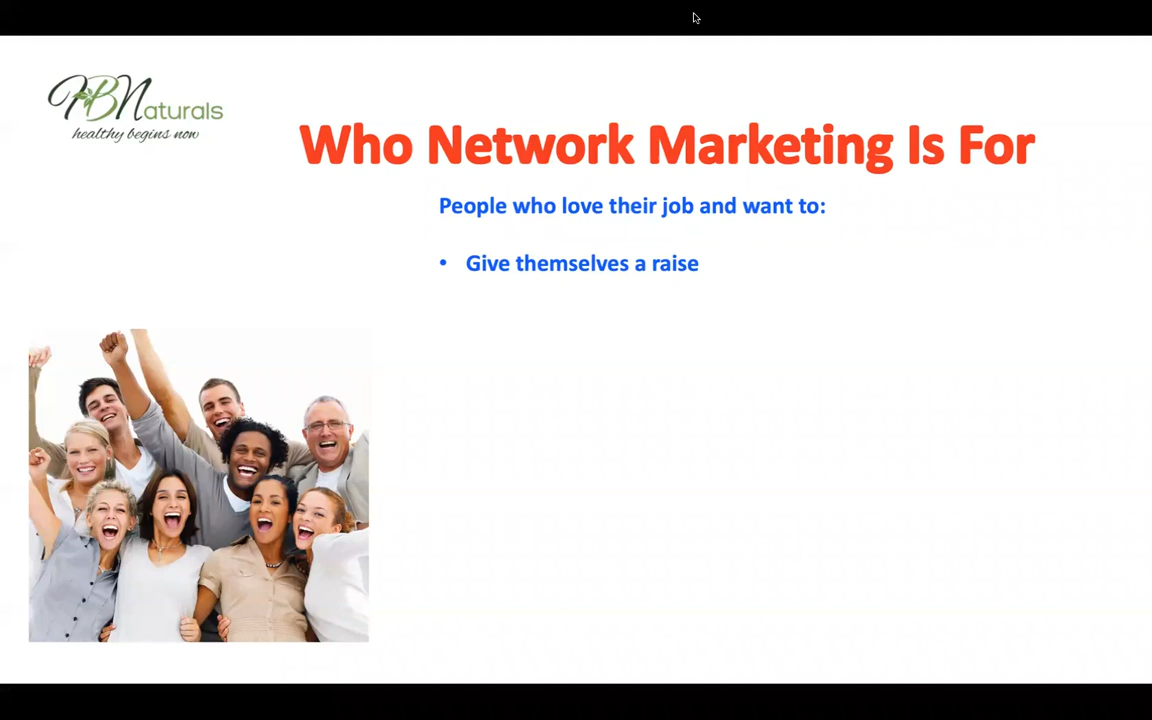 HBNaturals
healthy begins now
Who Network Marketing Is For
People who love their job and want to:
• Give themselves a raise